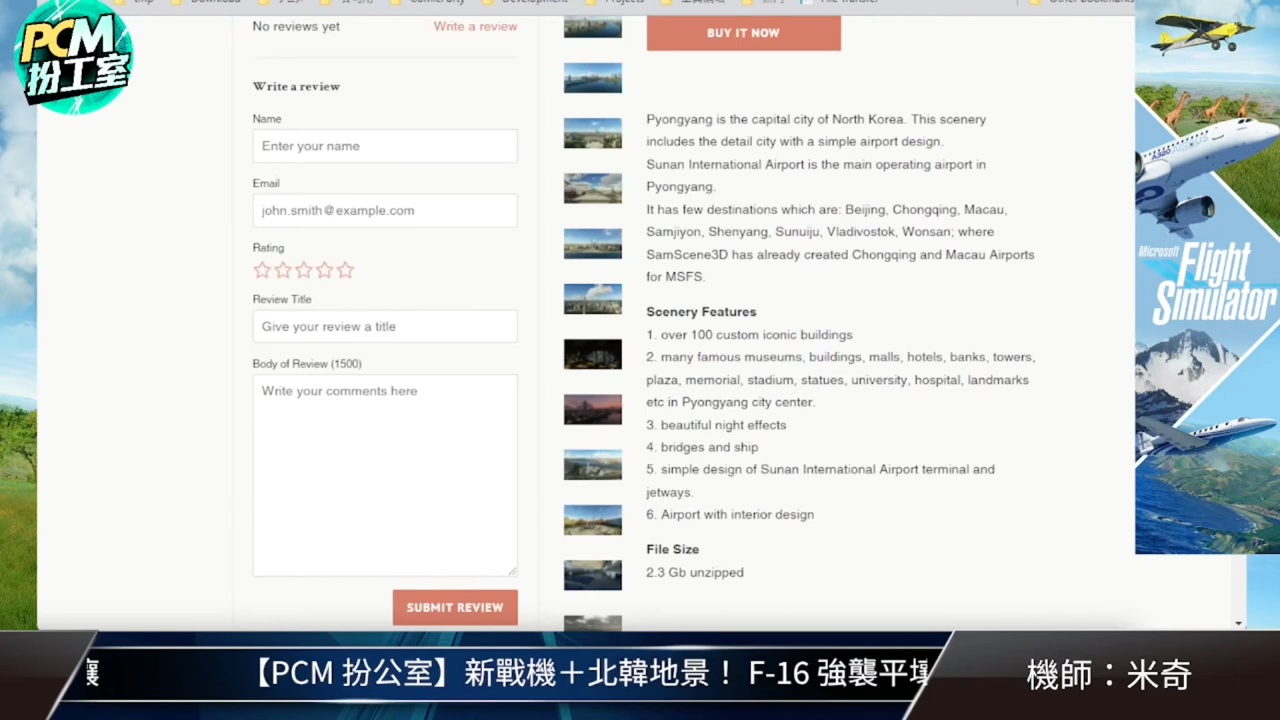 PCM
扮工室
tmp
Download
Development
Projects
File Transfer
Other bookmarks
No reviews yet
Write a review
Write a review
Name
Enter your name
Email
john.smith@example.com
Rating
Review Title
Give your review a title
Body of Review (1500)
Write your comments here
SUBMIT REVIEW
BUY IT NOW
Pyongyang is the capital city of North Korea. This scenery
includes the detail city with a simple airport design.
Sunan International Airport is the main operating airport in
Pyongyang.
It has few destinations which are: Beijing, Chongqing, Macau,
Samjiyon, Shenyang, Sunuiju, Vladivostok, Wonsan; where
SamScene3D has already created Chongqing and Macau Airports
for MSFS.
Scenery Features
1. over 100 custom iconic buildings
2. many famous museums, buildings, malls, hotels, banks, towers,
plaza, memorial, stadium, statues, university, hospital, landmarks
etc in Pyongyang city center.
3. beautiful night effects
4. bridges and ship
5. simple design of Sunan International Airport terminal and
jetways.
6. Airport with interior design
File Size
2.3 Gb unzipped
Microsoft
Flight
Simulator
【PCM 扮公室】新戰機＋北韓地景！ F-16 強襲平壤
機師：米奇